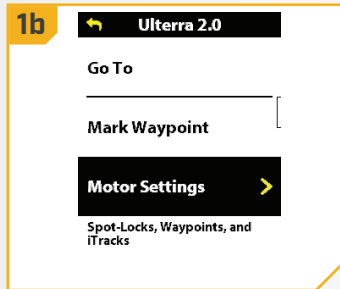 1b
Ulterra 2.0
Go To
Mark Waypoint
Motor Settings
Spot-Locks, Waypoints, and
iTracks